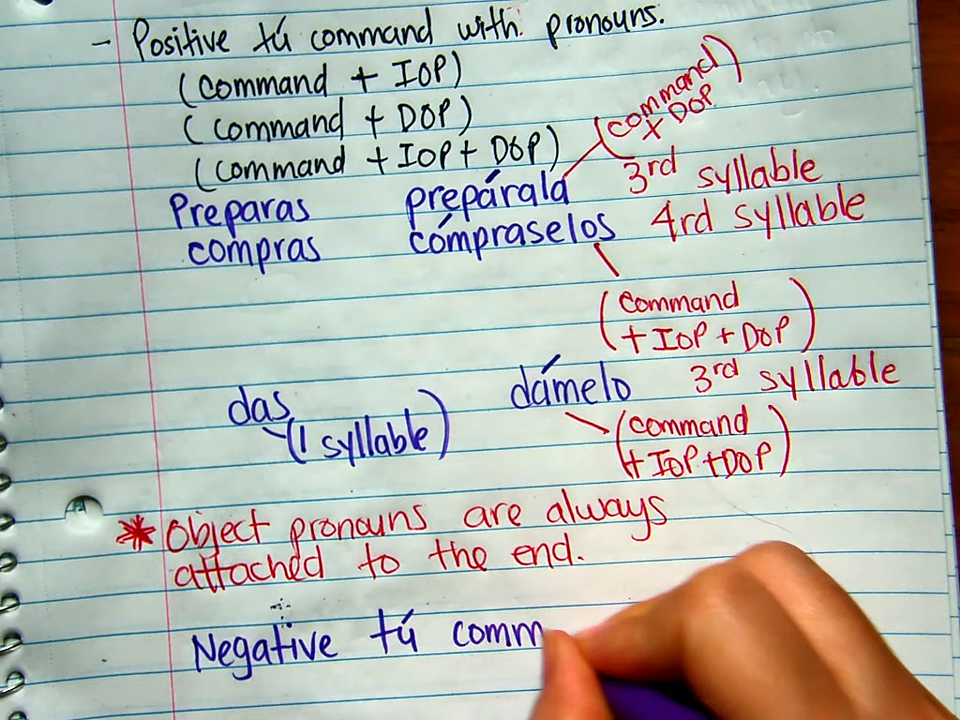 - Positive tú command with pronouns.
(Command + IOP)
(command + DOP)
(command + IOP + DOP)
(command
+ DOP)
Preparas prepárala 3rd syllable
compras cómpraselos 4rd syllable
(command
+ IOP + DOP)
das dámelo 3rd syllable
(1 syllable)
(command
+ IOP + DOP)
* Object pronouns are always
attached to the end.
Negative tú comm